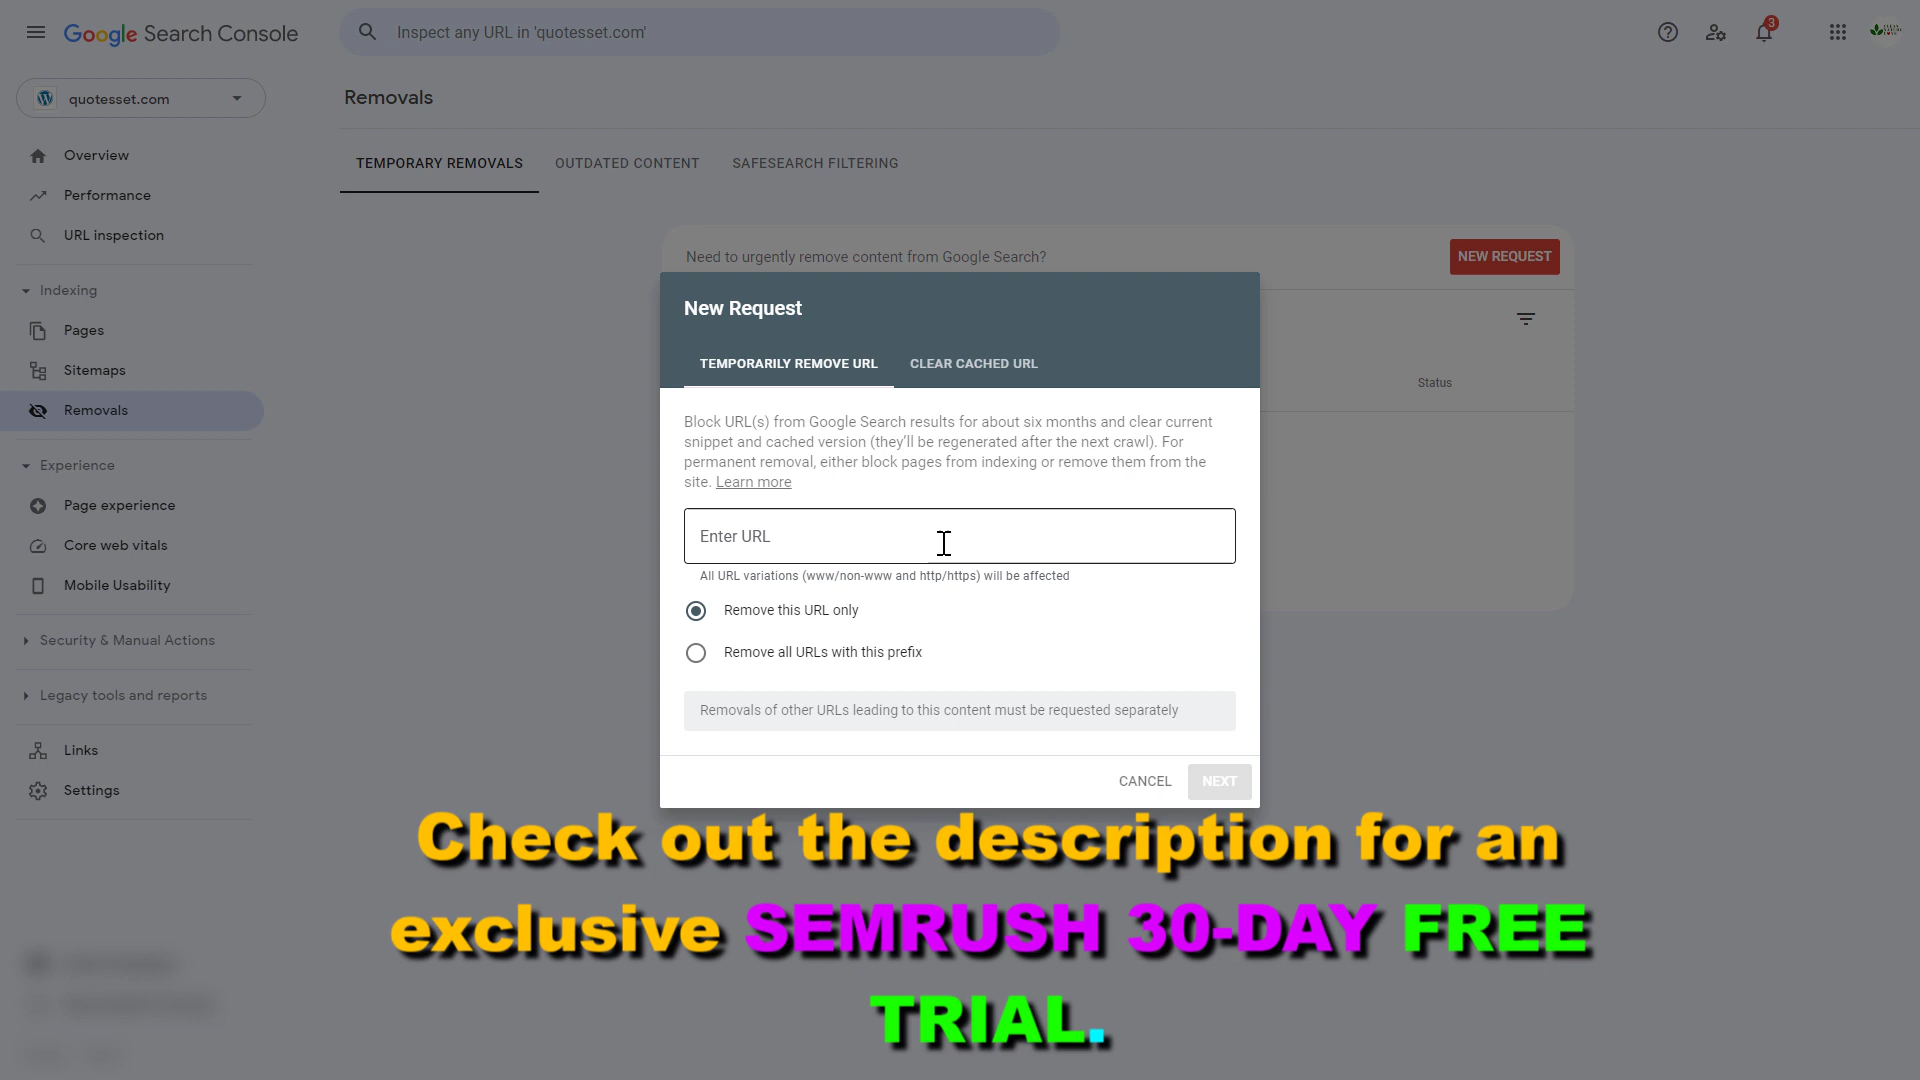 Google Search Console
Inspect any URL in 'quotesset.com'
3
quotesset.com
Removals
Overview
Performance
URL inspection
TEMPORARY REMOVALS
OUTDATED CONTENT
SAFESEARCH FILTERING
Need to urgently remove content from Google Search?
NEW REQUEST
Indexing
Pages
Sitemaps
Removals
Experience
Page experience
Core web vitals
Mobile Usability
Security & Manual Actions
Legacy tools and reports
Links
Settings
Status
New Request
TEMPORARILY REMOVE URL
CLEAR CACHED URL
Block URL(s) from Google Search results for about six months and clear current
snippet and cached version (they'll be regenerated after the next crawl). For
permanent removal, either block pages from indexing or remove them from the
site. Learn more
Enter URL
All URL variations (www/non-www and http/https) will be affected
Remove this URL only
Remove all URLs with this prefix
Removals of other URLs leading to this content must be requested separately
CANCEL
NEXT
Check out the description for an
exclusive SEMRUSH 30-DAY FREE
TRIAL.